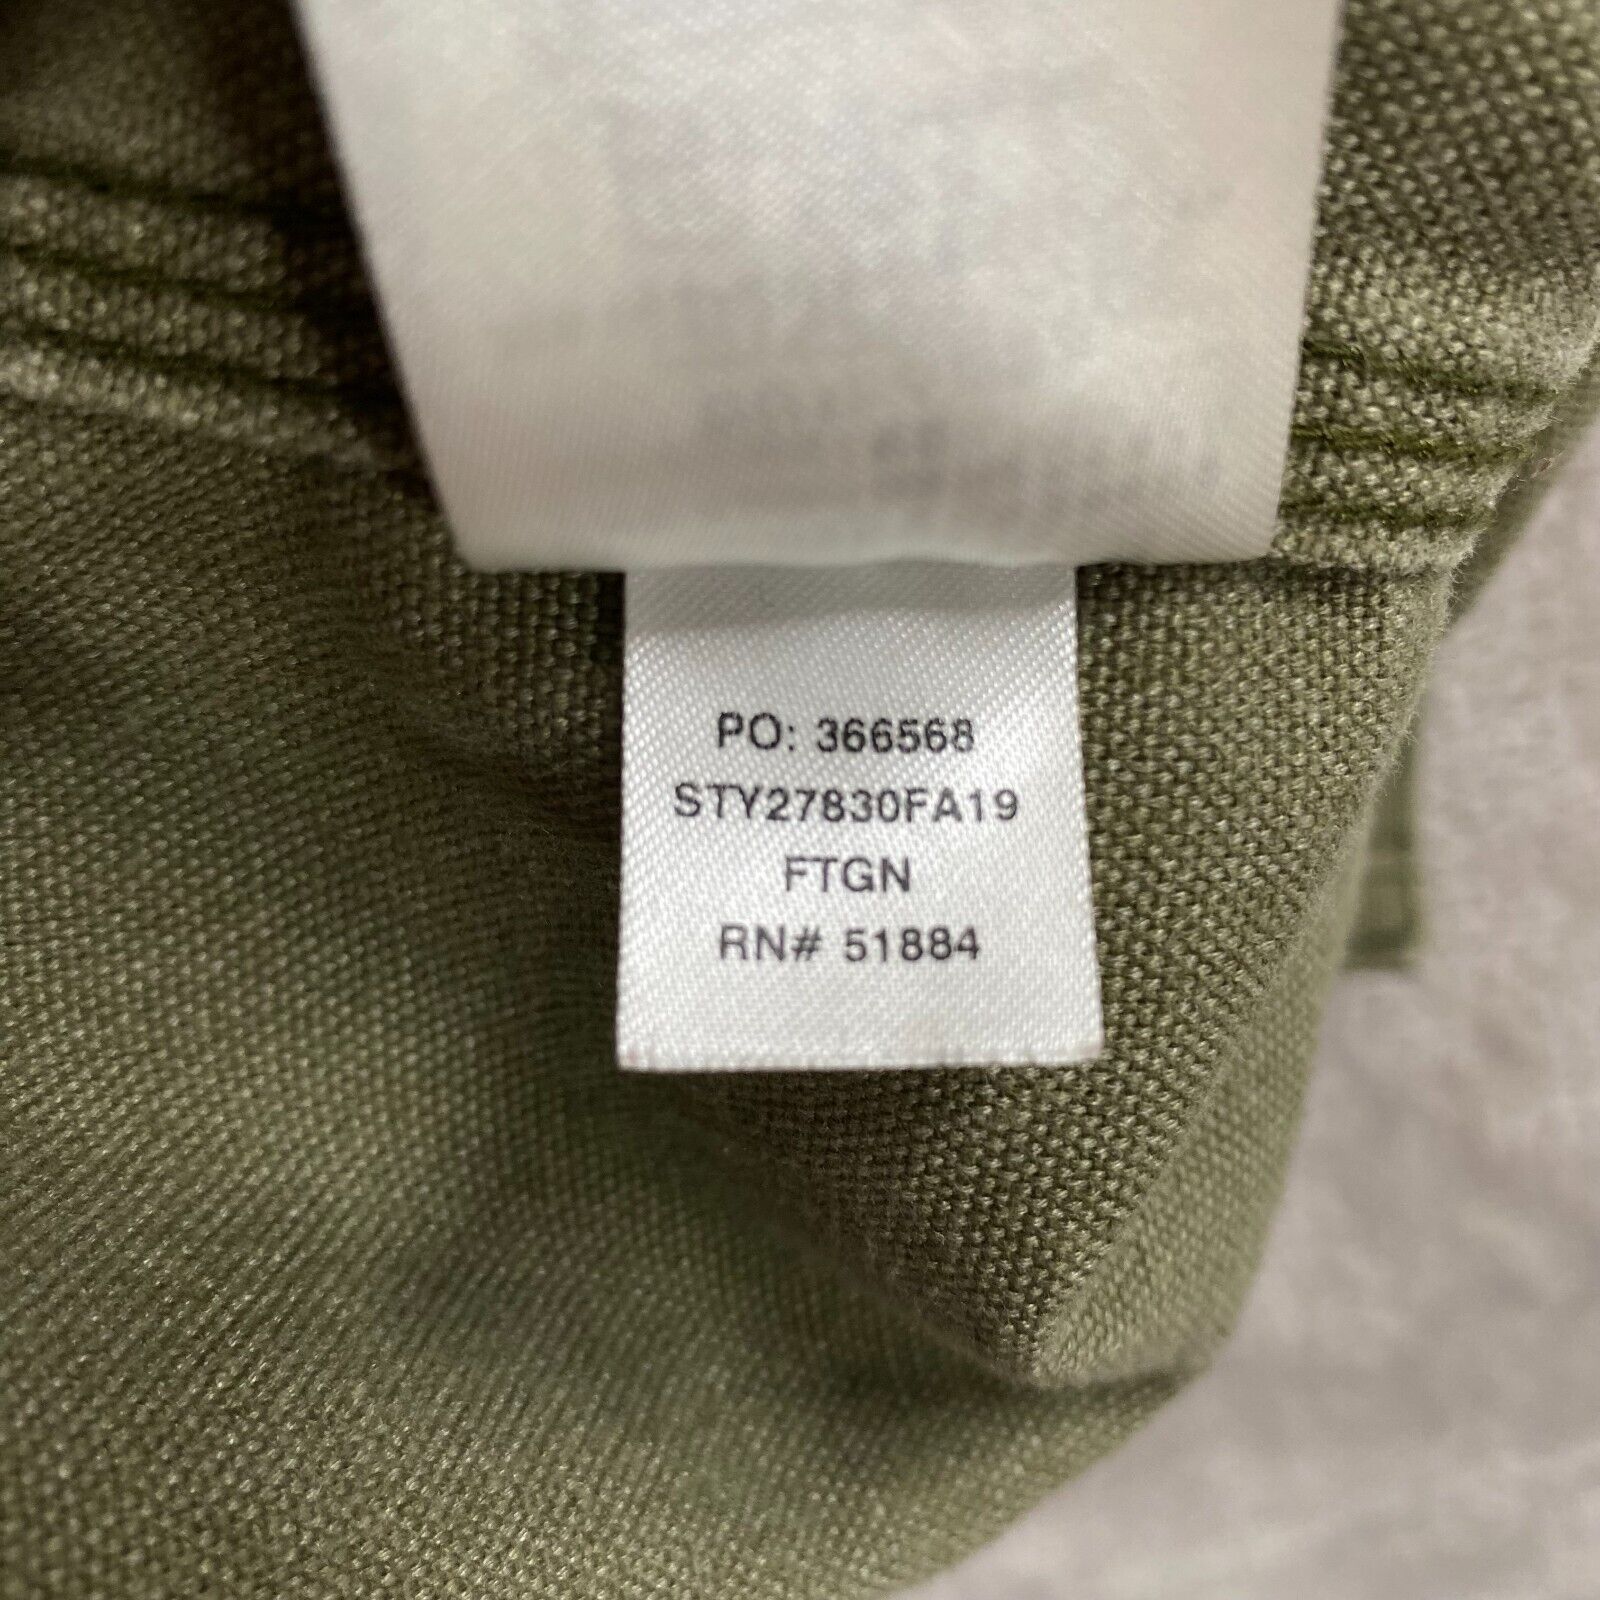 PO: 366568
STY27830FA19
FTGN
RN# 51884